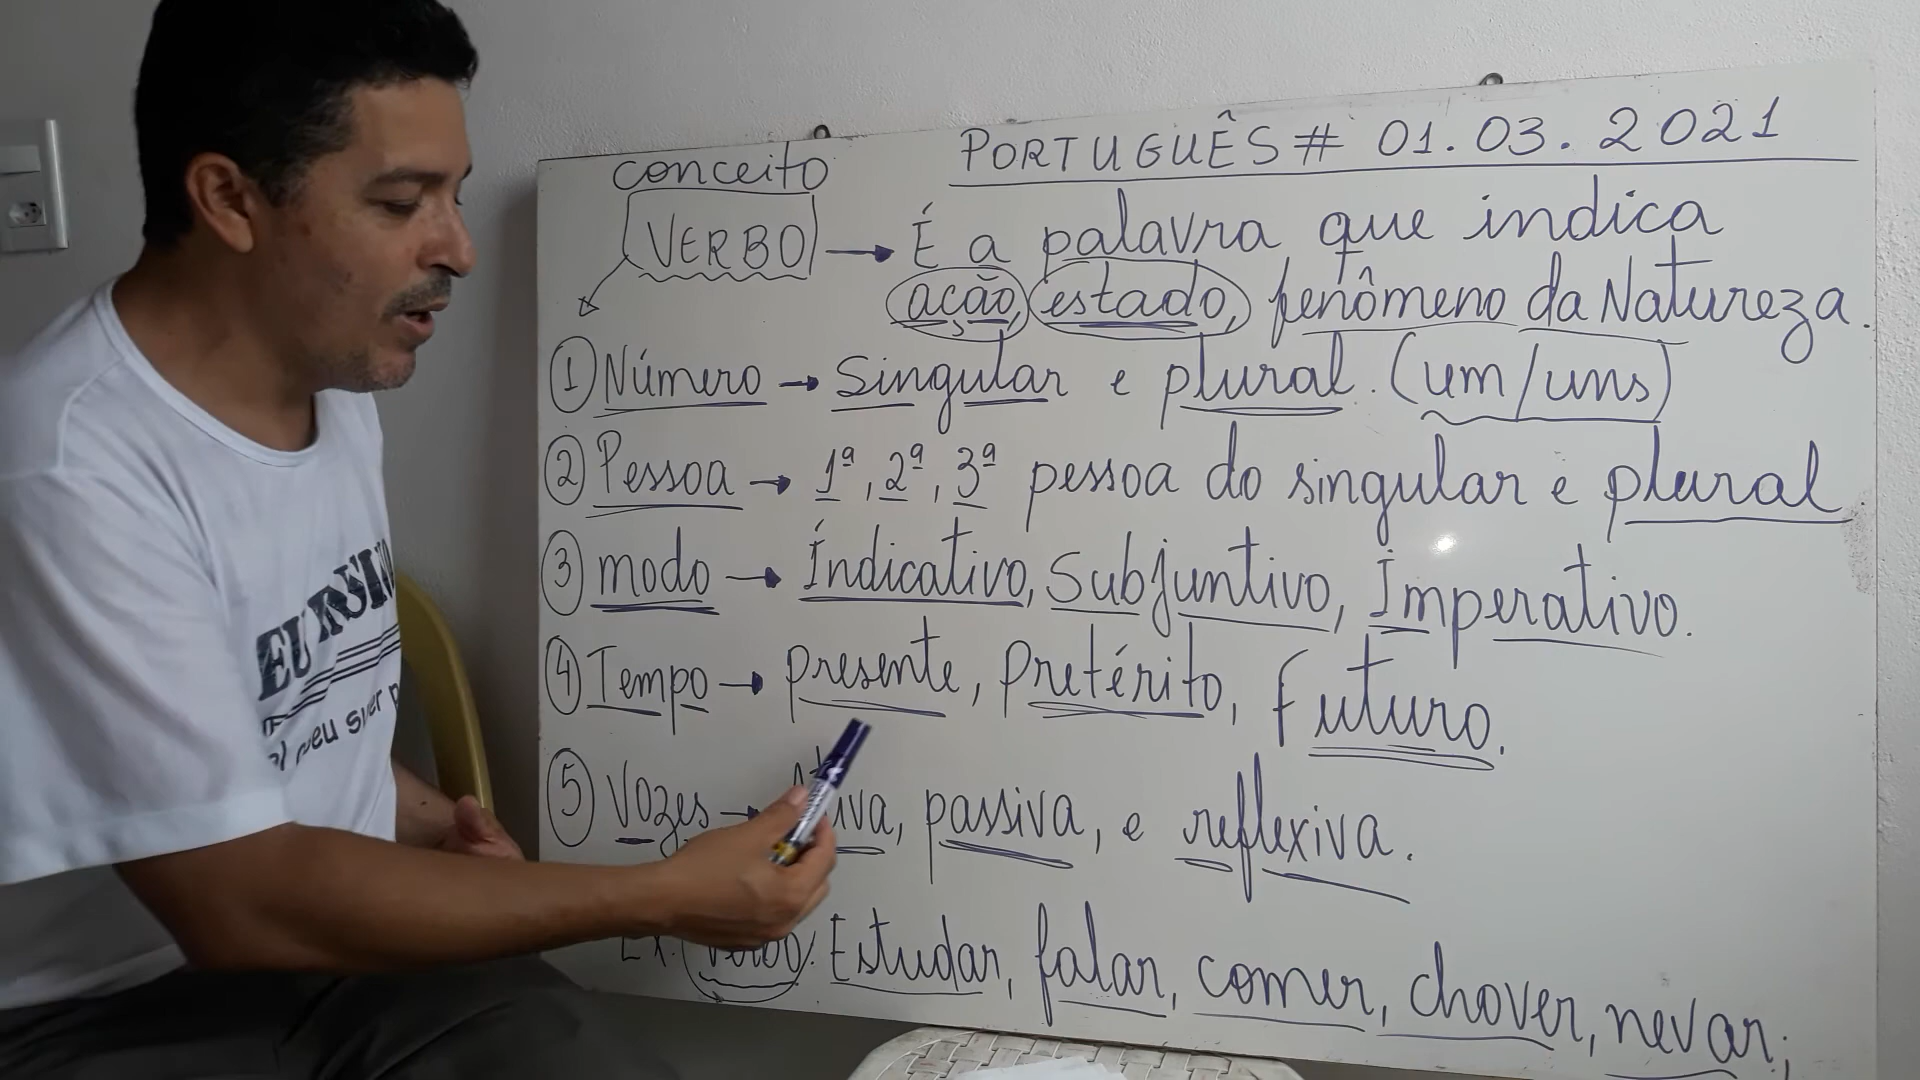 PORTUGUÊS # 01.03.2021
conceito
VERBO → É a palavra que indica
ação, estado, fenômeno da Natureza.
① Número → singular e plural. (um/uns)
② Pessoa → 1ª, 2ª, 3ª pessoa do singular e plural
③ modo → Índicativo, Subjuntivo, Imperativo.
④ Tempo → presente, pretérito, futuro.
⑤ Vozes → passiva, e reflexiva.
Ex: verbo: Estudar, falar, comer, chover, nevar;